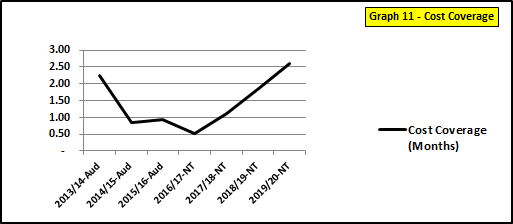 Graph 11 - Cost Coverage
3.00
2.50
2.00
1.50
1.00
0.50
-
2013/14-Aud
2014/15-Aud
2015/16-Aud
2016/17-NT
2017/18-NT
2018/19-NT
2019/20-NT
Cost Coverage
(Months)